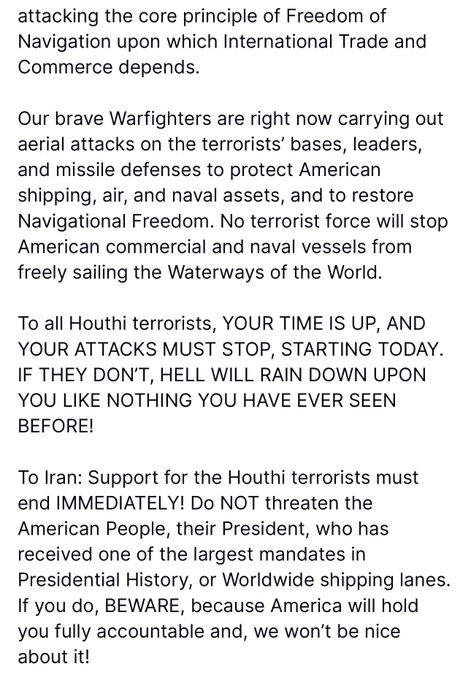 attacking the core principle of Freedom of
Navigation upon which International Trade and
Commerce depends.
Our brave Warfighters are right now carrying out
aerial attacks on the terrorists’ bases, leaders,
and missile defenses to protect American
shipping, air, and naval assets, and to restore
Navigational Freedom. No terrorist force will stop
American commercial and naval vessels from
freely sailing the Waterways of the World.
To all Houthi terrorists, YOUR TIME IS UP, AND
YOUR ATTACKS MUST STOP, STARTING TODAY.
IF THEY DON’T, HELL WILL RAIN DOWN UPON
YOU LIKE NOTHING YOU HAVE EVER SEEN
BEFORE!
To Iran: Support for the Houthi terrorists must
end IMMEDIATELY! Do NOT threaten the
American People, their President, who has
received one of the largest mandates in
Presidential History, or Worldwide shipping lanes.
If you do, BEWARE, because America will hold
you fully accountable and, we won’t be nice
about it!